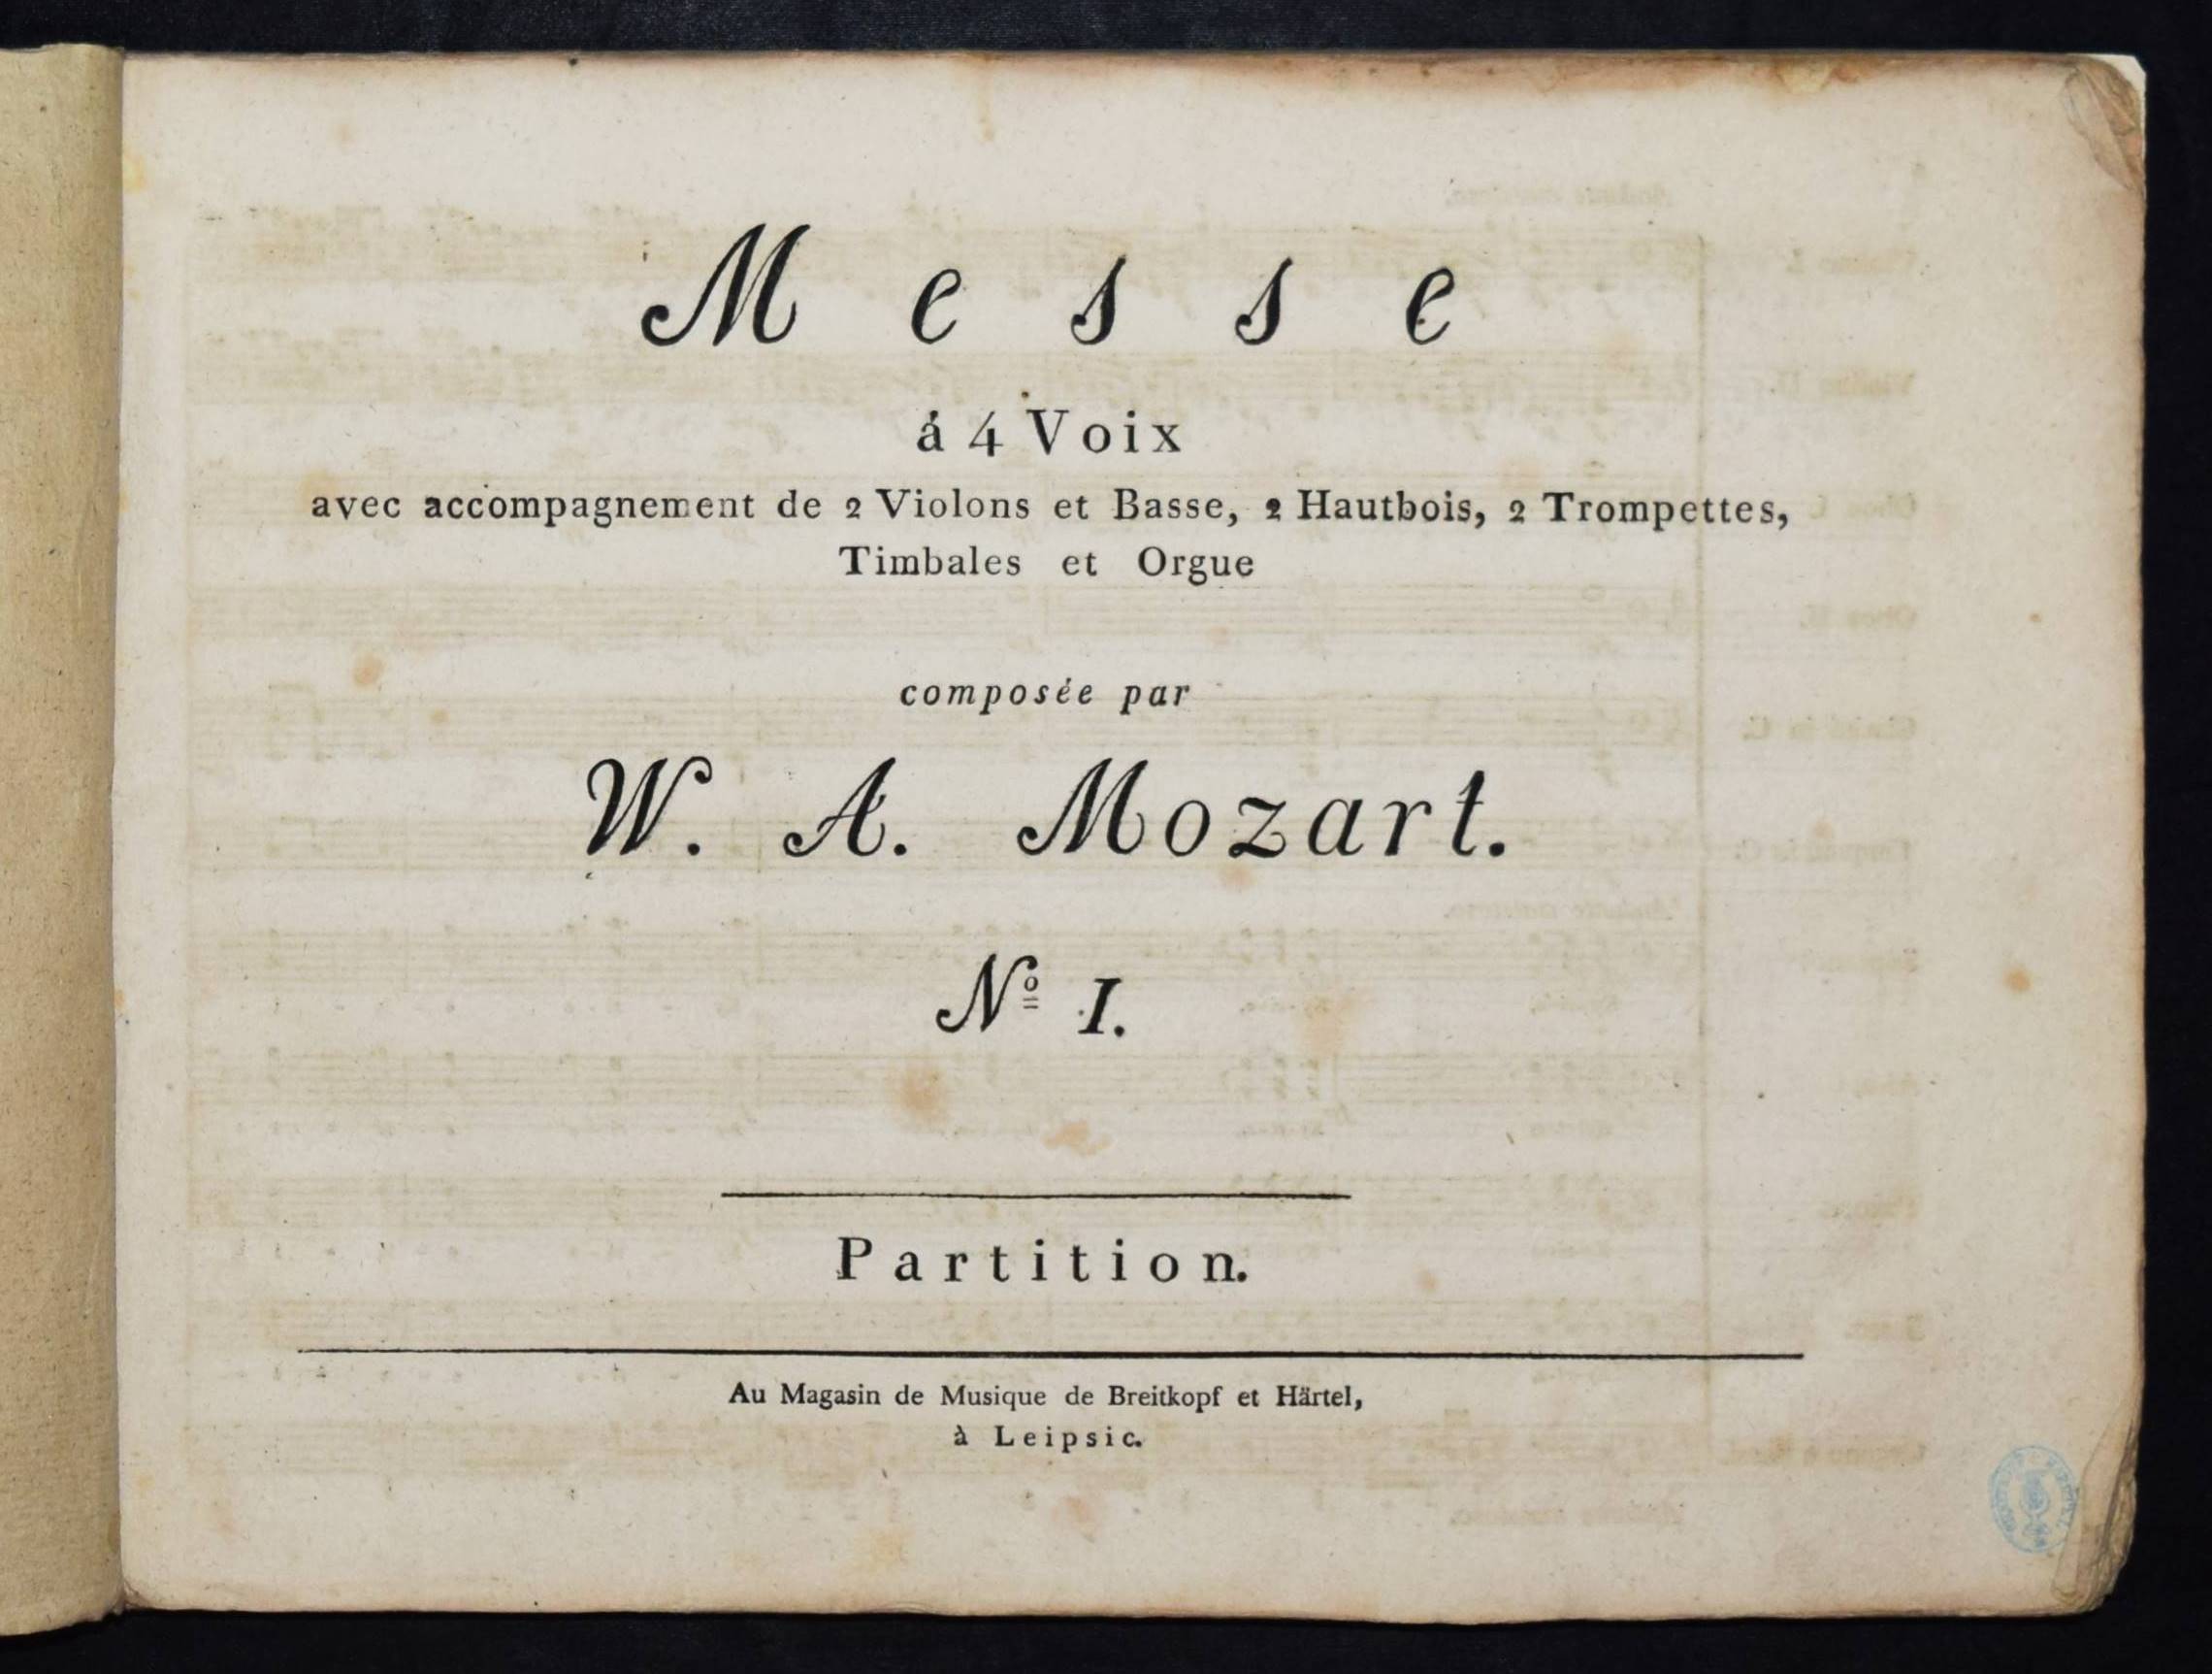 Messe
á 4 Voix
avec accompagnement de 2 Violons et Basse, 2 Hautbois, 2 Trompettes,
Timbales et Orgue
composée par
W. A. Mozart.
Nº I.
Partition.
Au Magasin de Musique de Breitkopf et Härtel,
à Leipsic.